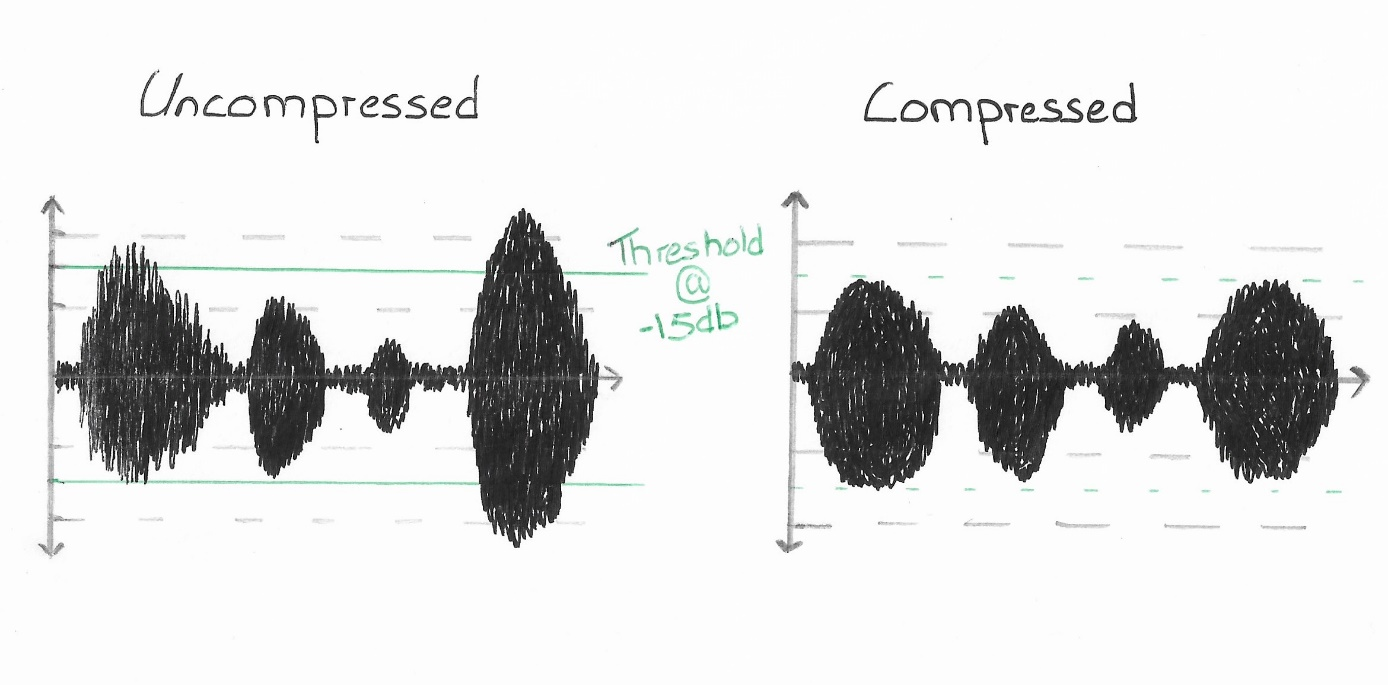 Uncompressed
Compressed
Threshold
@
-15db